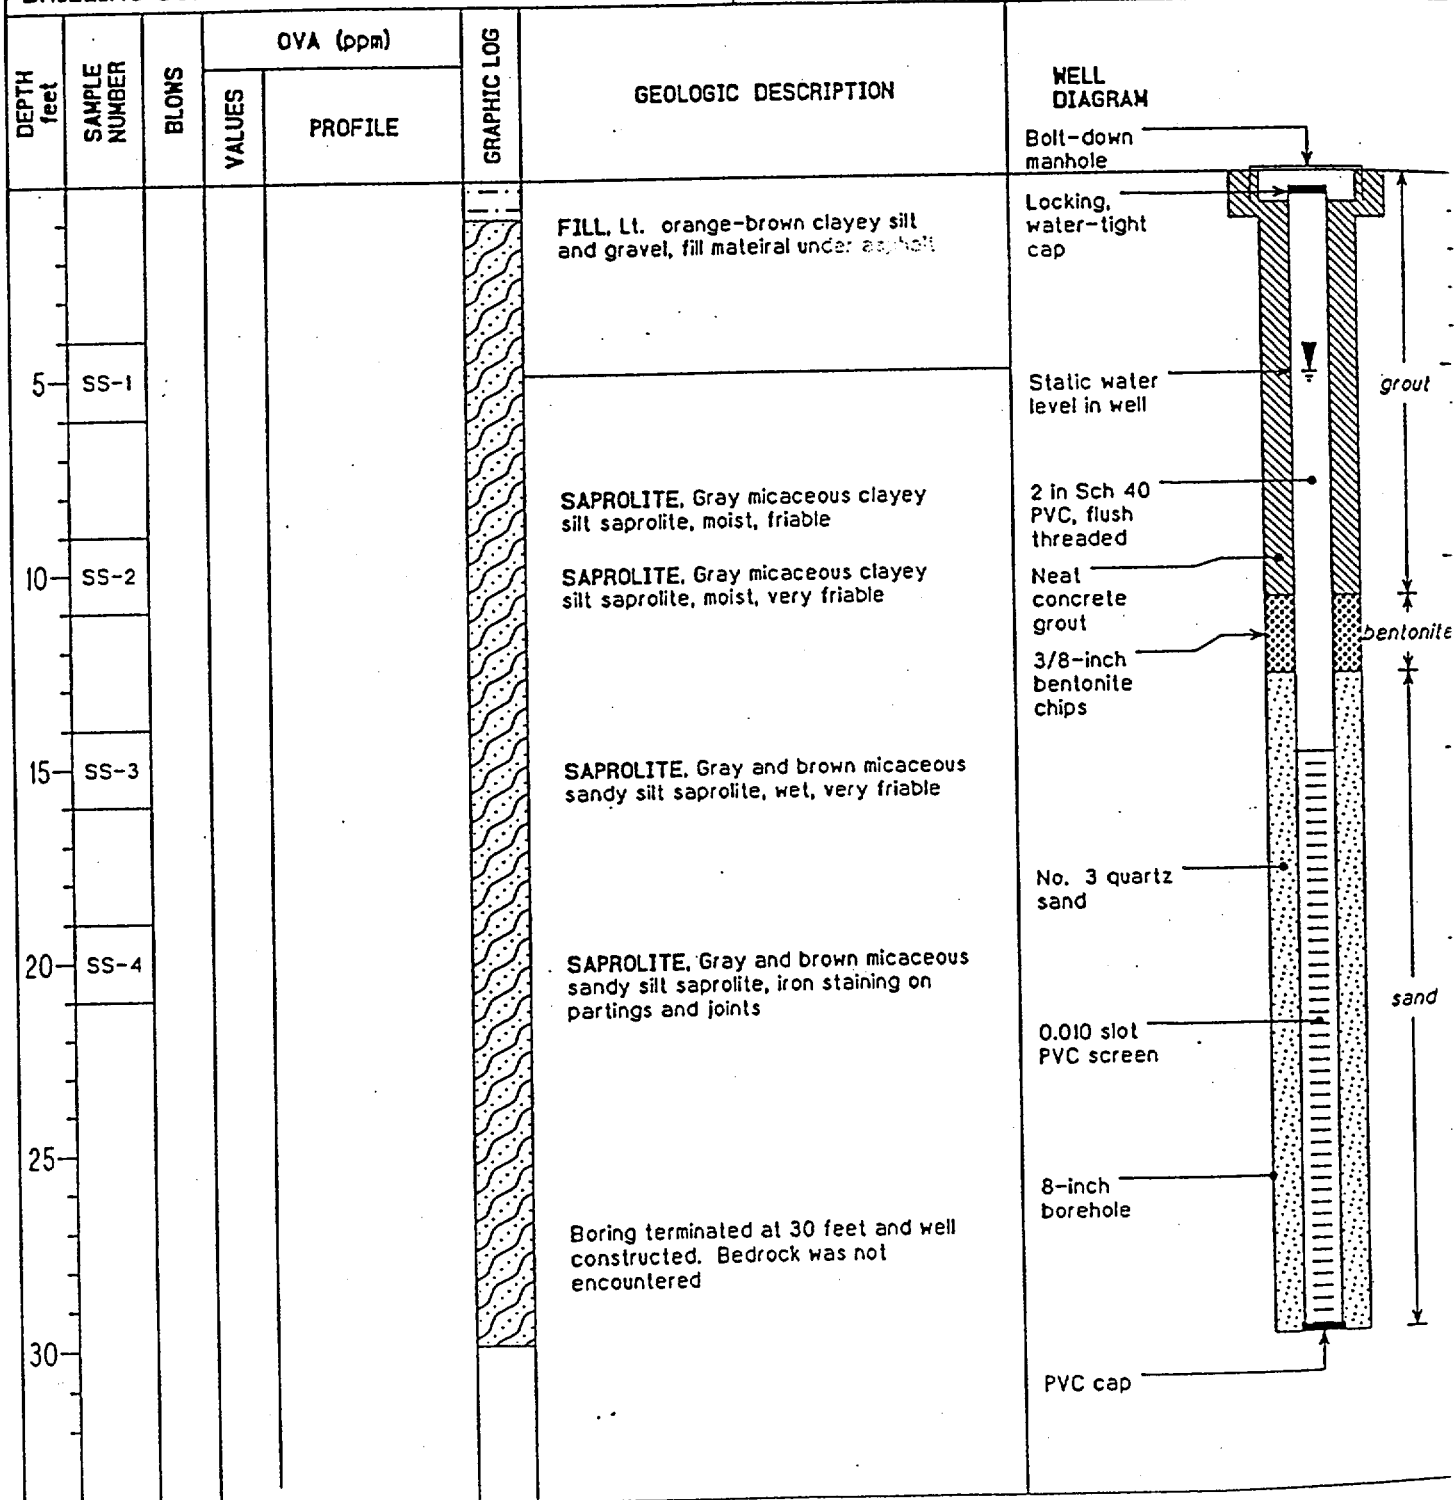 DEPTH
feet
SAMPLE
NUMBER
BLOWS
OVA (ppm)
VALUES
PROFILE
GRAPHIC LOG
GEOLOGIC DESCRIPTION
WELL
DIAGRAM
Bolt-down
manhole
Locking,
water-tight
cap
FILL, Lt. orange-brown clayey silt
and gravel, fill mateiral under asphalt
5
SS-1
Static water
level in well
grout
SAPROLITE, Gray micaceous clayey
silt saprolite, moist, friable
2 in Sch 40
PVC, flush
threaded
10
SS-2
SAPROLITE, Gray micaceous clayey
silt saprolite, moist, very friable
Neat
concrete
grout
bentonite
3/8-inch
bentonite
chips
15
SS-3
SAPROLITE, Gray and brown micaceous
sandy silt saprolite, wet, very friable
No. 3 quartz
sand
20
SS-4
SAPROLITE, Gray and brown micaceous
sandy silt saprolite, iron staining on
partings and joints
sand
0.010 slot
PVC screen
25
8-inch
borehole
Boring terminated at 30 feet and well
constructed. Bedrock was not
encountered
30
PVC cap